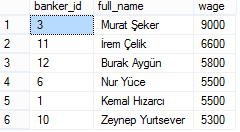 banker_id full_name wage
1 3 Murat Şeker 9000
2 11 İrem Çelik 6600
3 12 Burak Aygün 5800
4 6 Nur Yüce 5500
5 1 Kemal Hızarcı 5500
6 10 Zeynep Yurtsever 5300